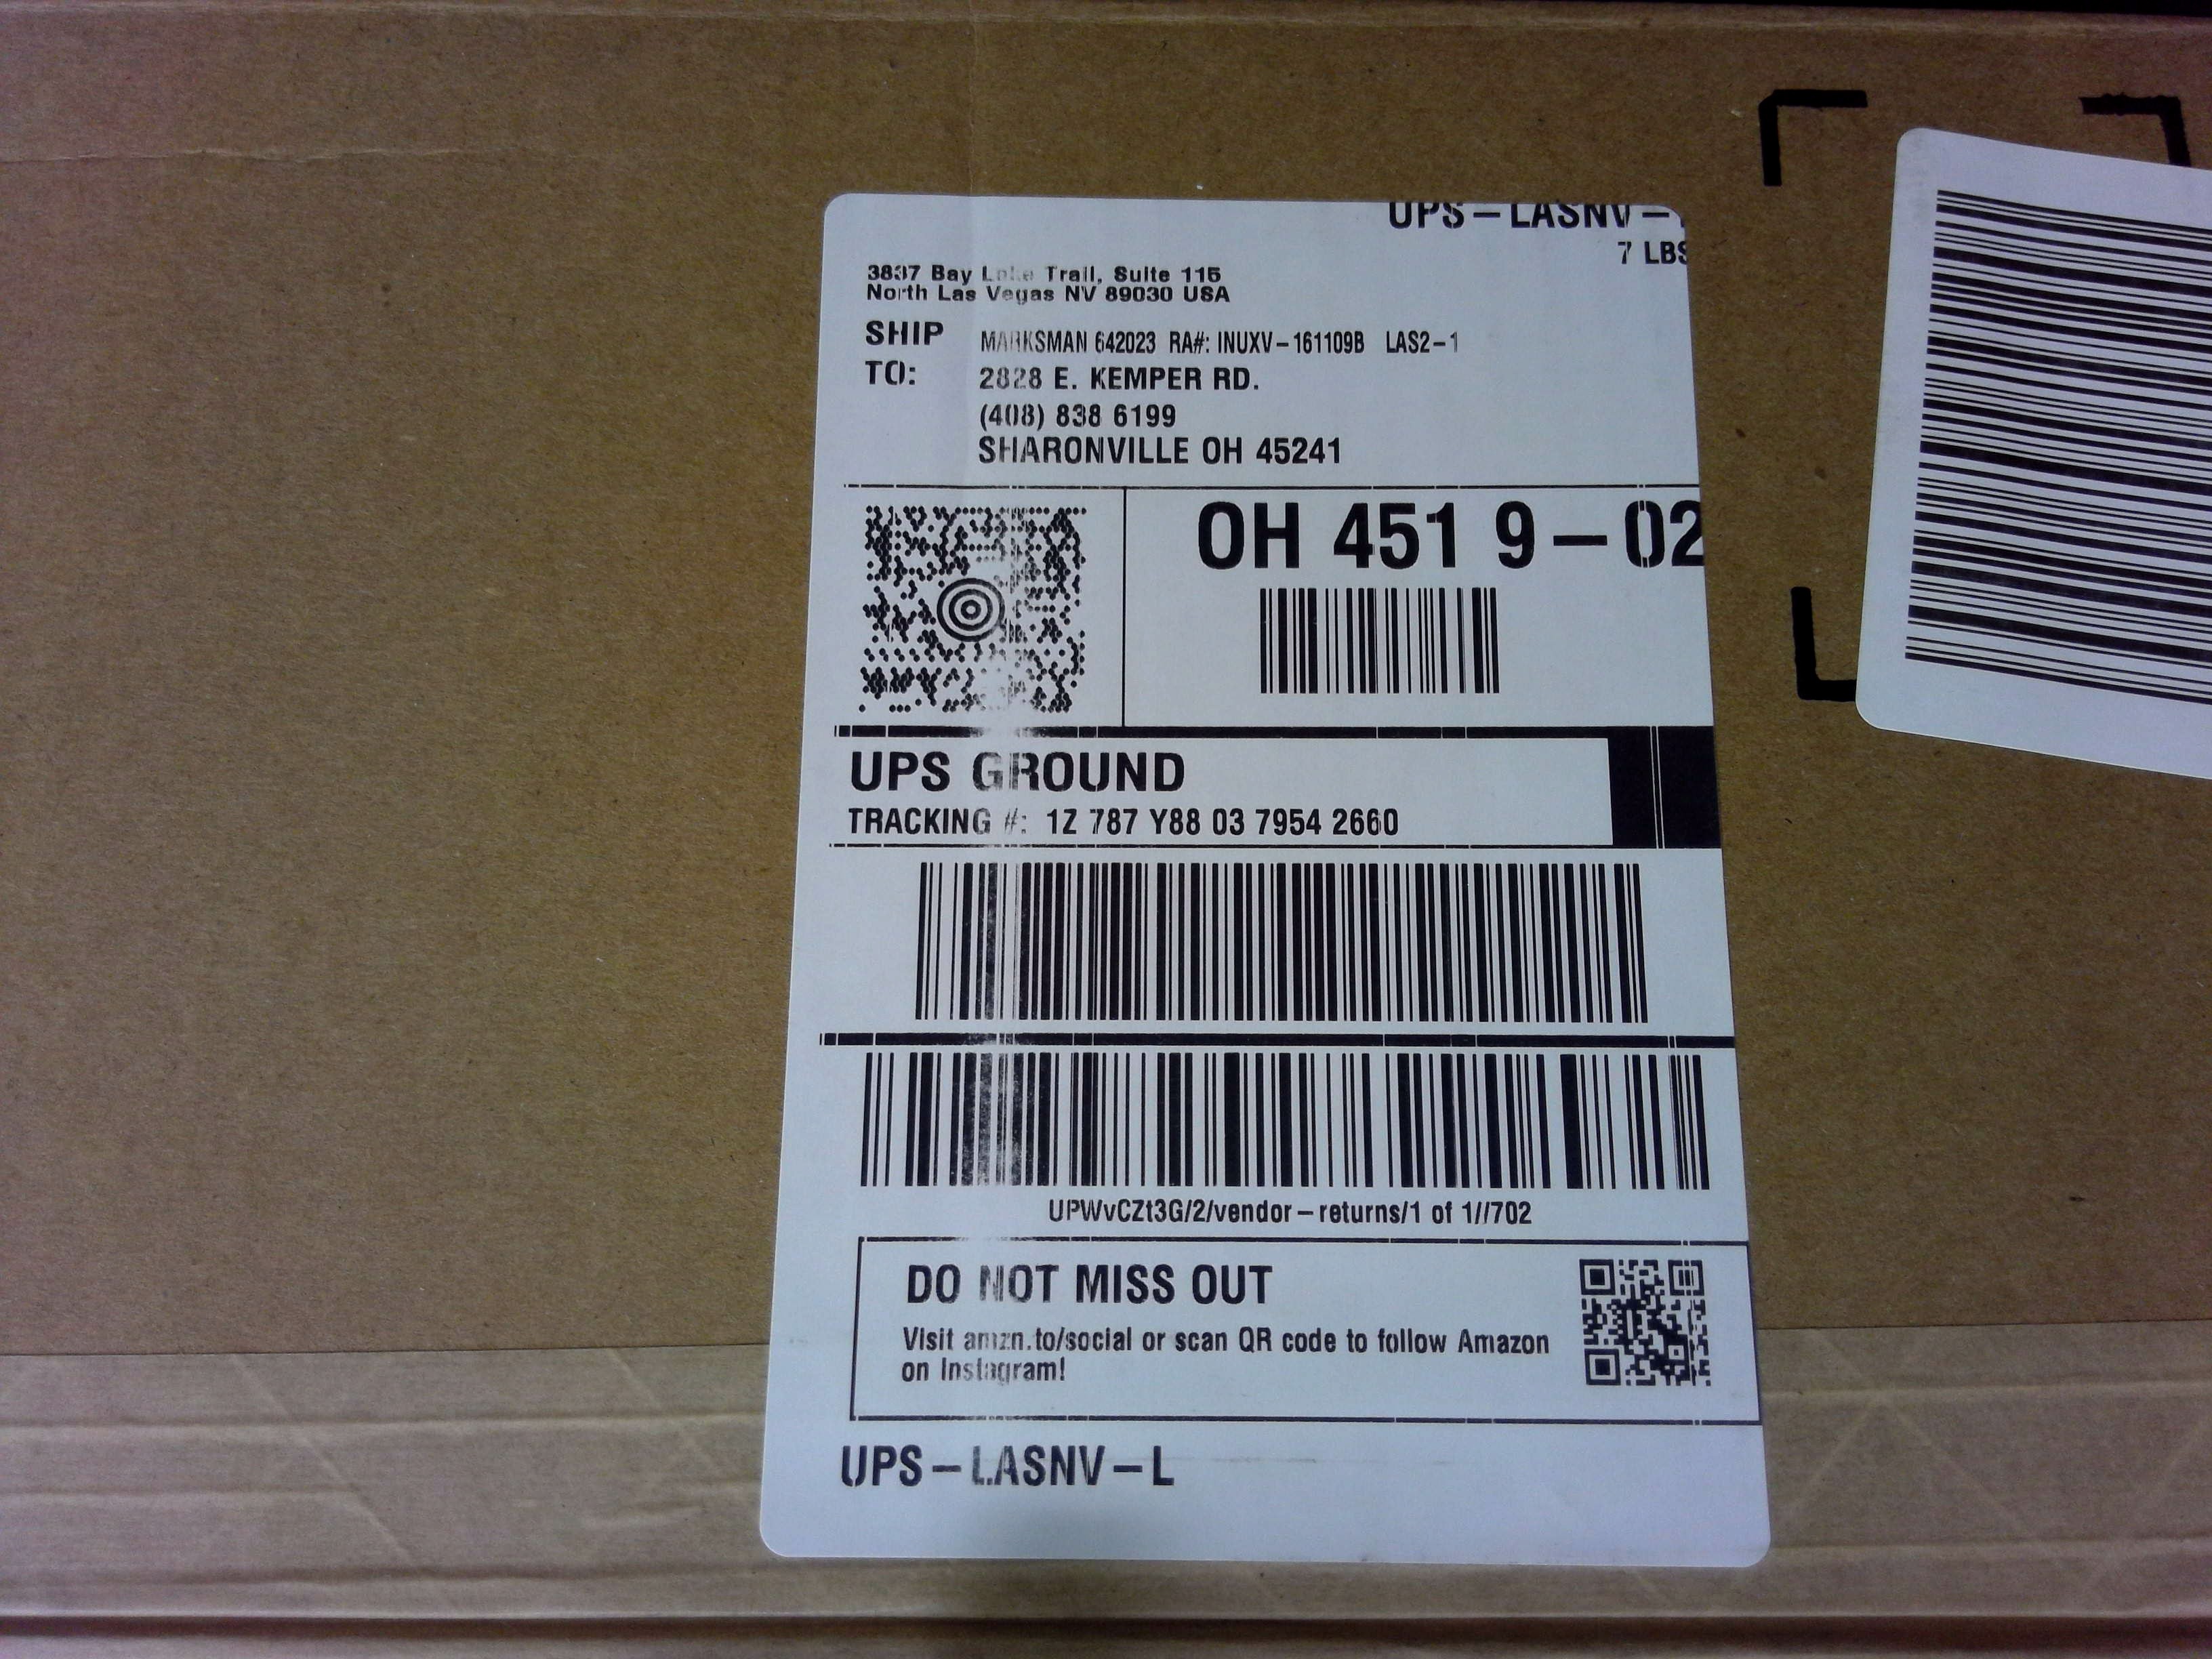 UPS-LASNV-
7 LBS
3837 Bay Lake Trail, Suite 115
North Las Vegas NV 89030 USA
SHIP TO:
MARKSMAN 642023 RA#: INUXV-161109B LAS2-1
2828 E. KEMPER RD.
(408) 838 6199
SHARONVILLE OH 45241
OH 451 9-02
UPS GROUND
TRACKING #: 1Z 787 Y88 03 7954 2660
UPWvCZt3G/2/vendor-returns/1 of 1//702
DO NOT MISS OUT
Visit amzn.to/social or scan QR code to follow Amazon
on Instagram!
UPS-LASNV-L